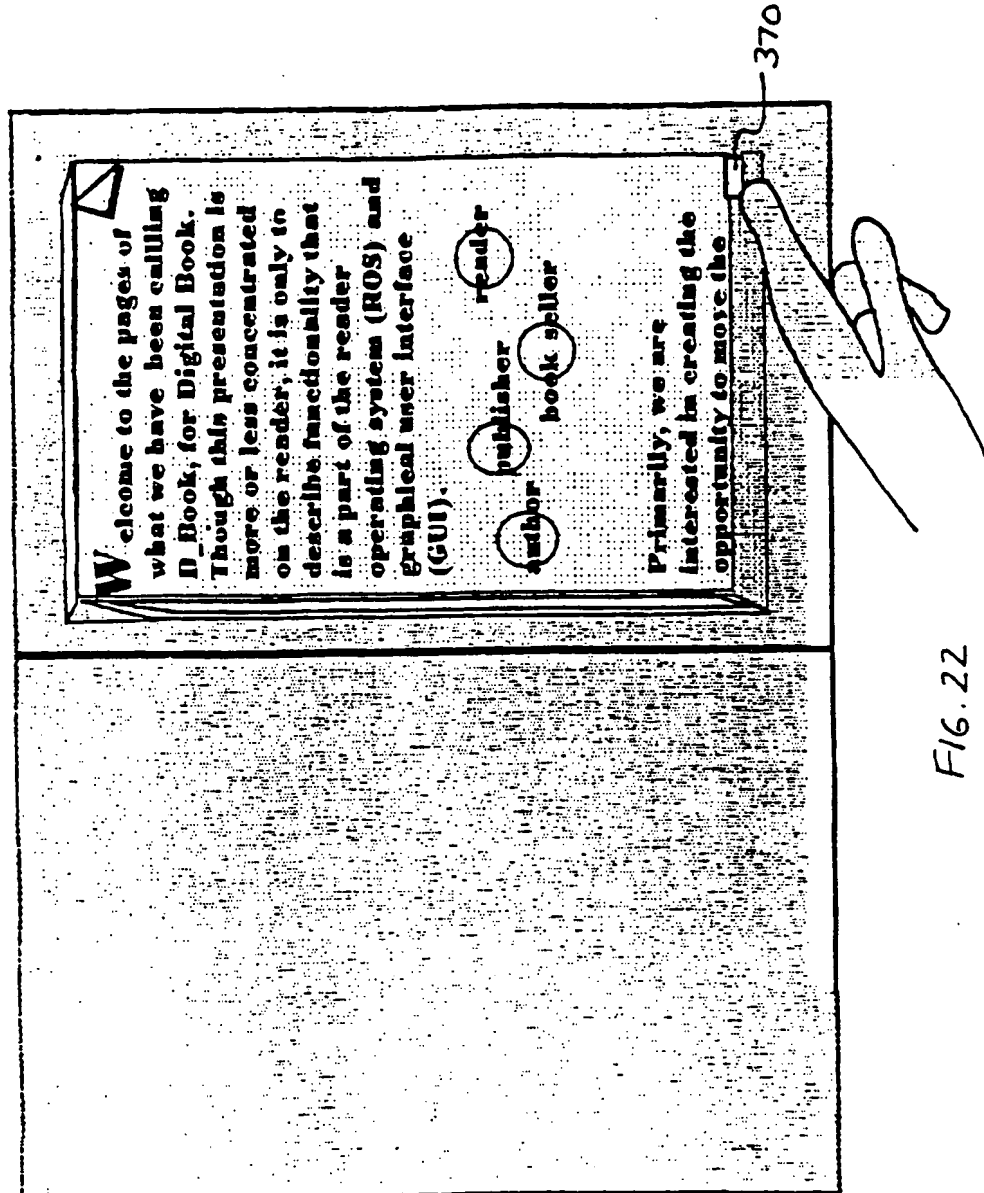 Welcome to the pages of
what we have been calling
D_Book, for Digital Book.
Though this presentation is
more or less concentrated
on the reader, it is only to
describe functionality that
is a part of the reader
operating system (ROS) and
graphical user interface
(GUI).
author
publisher
book seller
reader
Primarily, we are
interested in creating the
opportunity to move the
370
FIG. 22